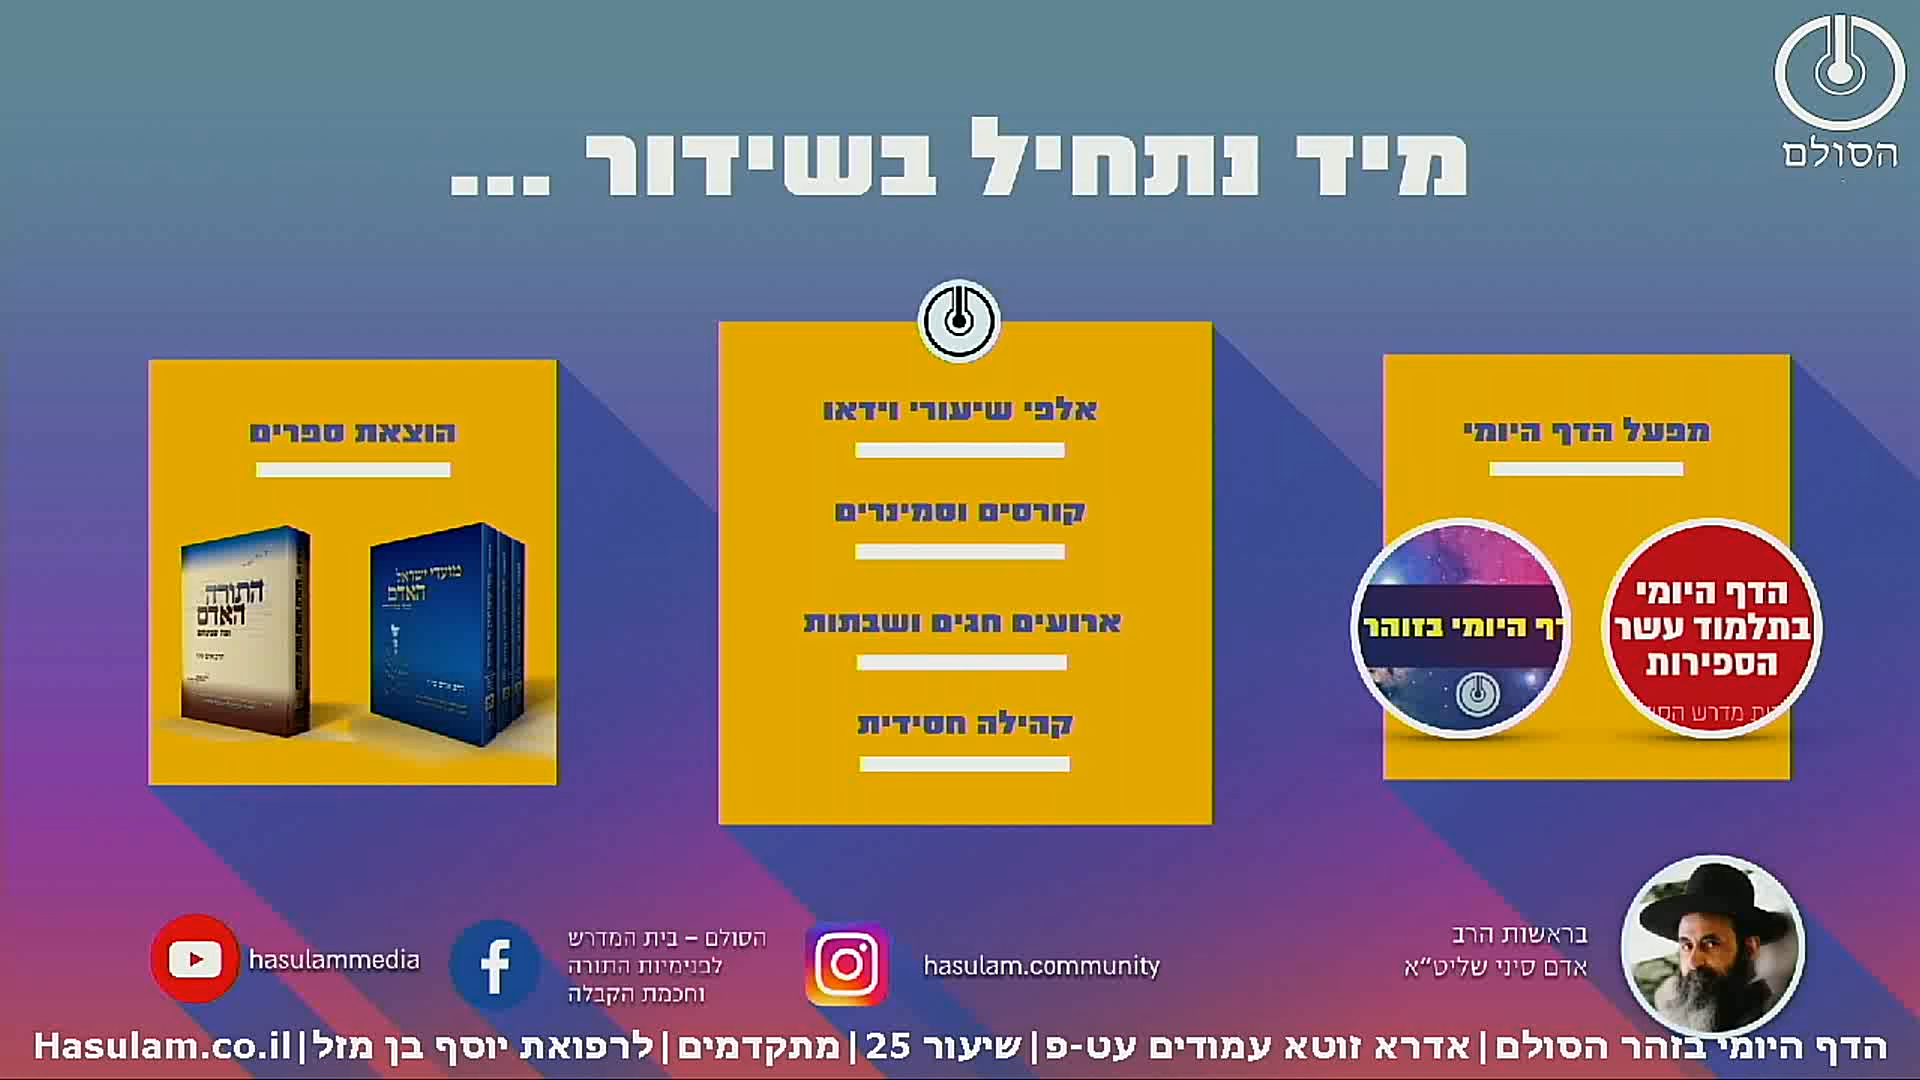 הסולם
מיד נתחיל בשידור ...
מפעל הדף היומי
הדף היומי
בתלמוד עשר
הספירות
מדרש
דף היומי בזוהר
אלפי שיעורי וידאו
קורסים וסמינרים
ארועים חגים ושבתות
קהילה חסידית
הוצאת ספרים
מועדי ישראל
האדם
התורה
האדם
בראשות הרב
אדם סיני שליט״א
hasulam.community
הסולם – בית המדרש
לפנימיות התורה
וחכמת הקבלה
hasulammedia
הדף היומי בזהר הסולם|אדרא זוטא עמודים עט-פ|שיעור 25|מתקדמים|לרפואת יוסף בן מזל|Hasulam.co.il